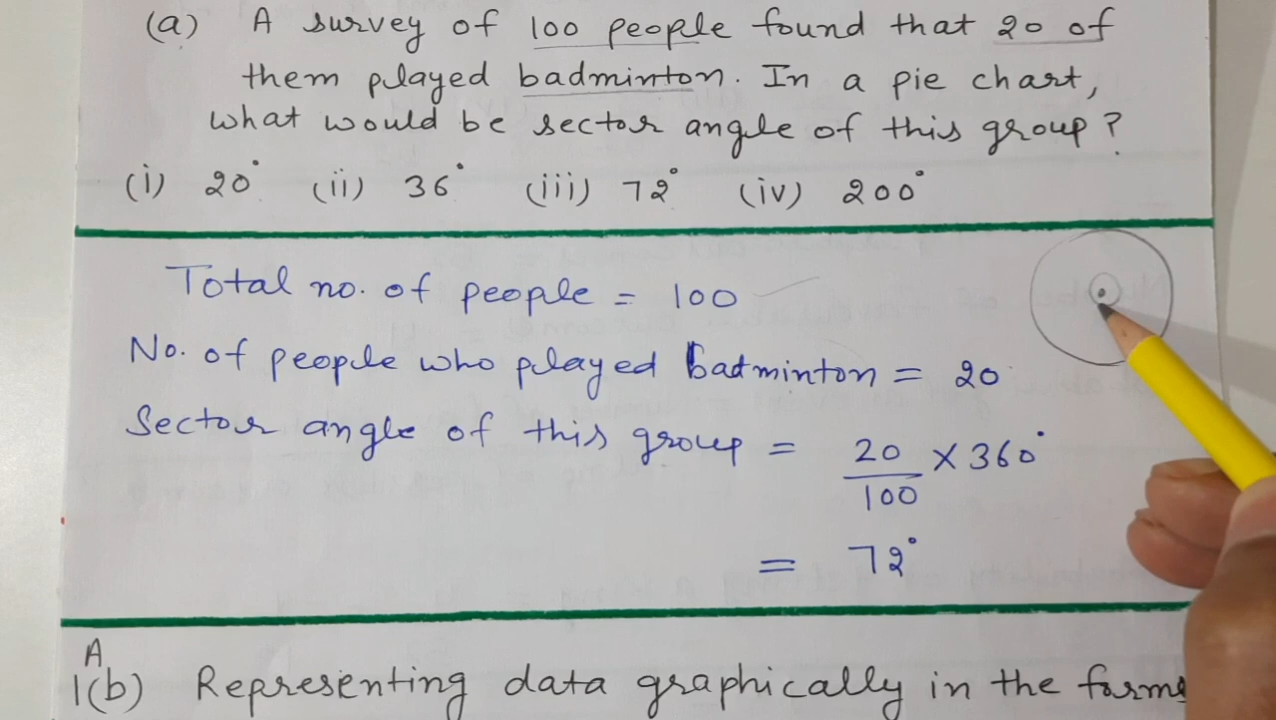 (a) A survey of 100 people found that 20 of
them played badminton. In a pie chart,
what would be sector angle of this group?
(i) 20° (ii) 36° (iii) 72° (iv) 200°
Total no. of people = 100
No. of people who played badminton = 20
Sector angle of this group = 20/100 × 360°
= 72°
A
1(b) Representing data graphically in the forms